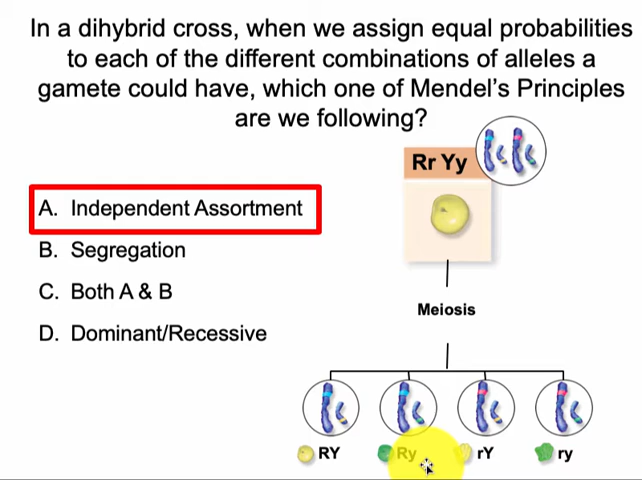 In a dihybrid cross, when we assign equal probabilities
to each of the different combinations of alleles a
gamete could have, which one of Mendel's Principles
are we following?
Rr Yy
A. Independent Assortment
B. Segregation
C. Both A & B
D. Dominant/Recessive
Meiosis
RY Ry rY ry